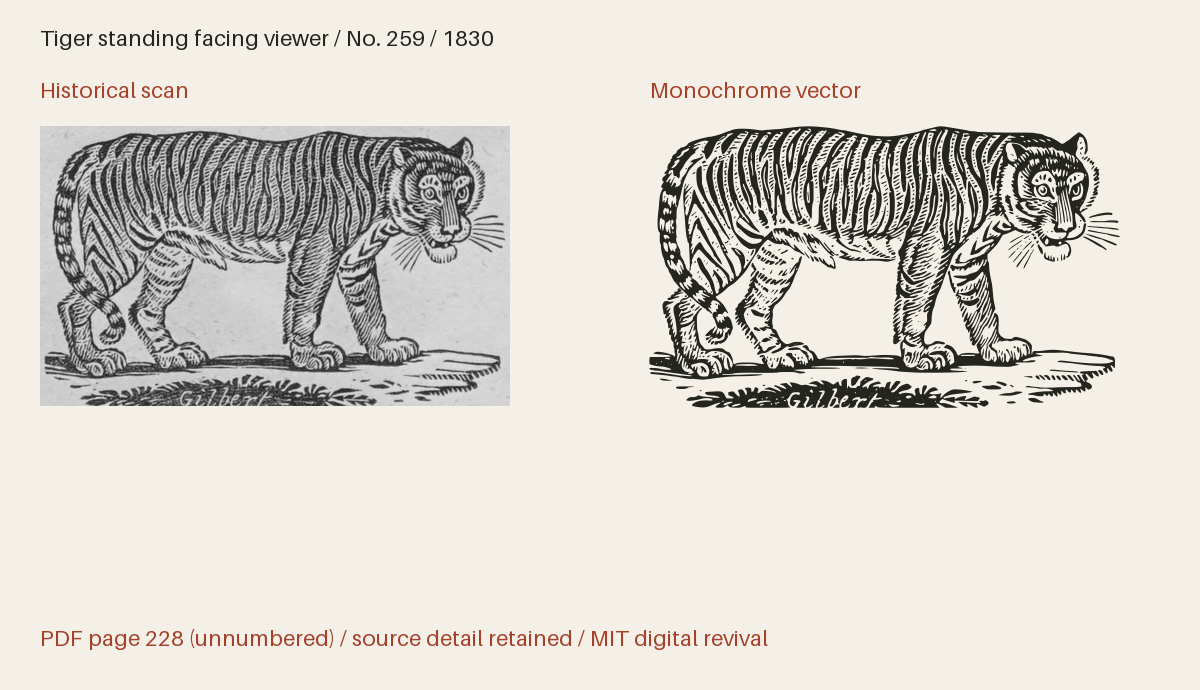 Tiger standing facing viewer / No. 259 / 1830
Historical scan
Monochrome vector
Gilbert
Gilbert
PDF page 228 (unnumbered) / source detail retained / MIT digital revival